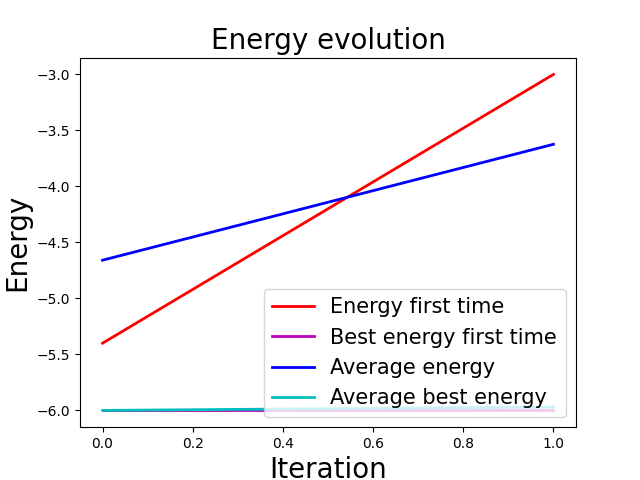 Energy evolution
−3.0
−3.5
−4.0
−4.5
−5.0
−5.5
−6.0
Energy
Energy first time
Best energy first time
Average energy
Average best energy
0.0 0.2 0.4 0.6 0.8 1.0
Iteration